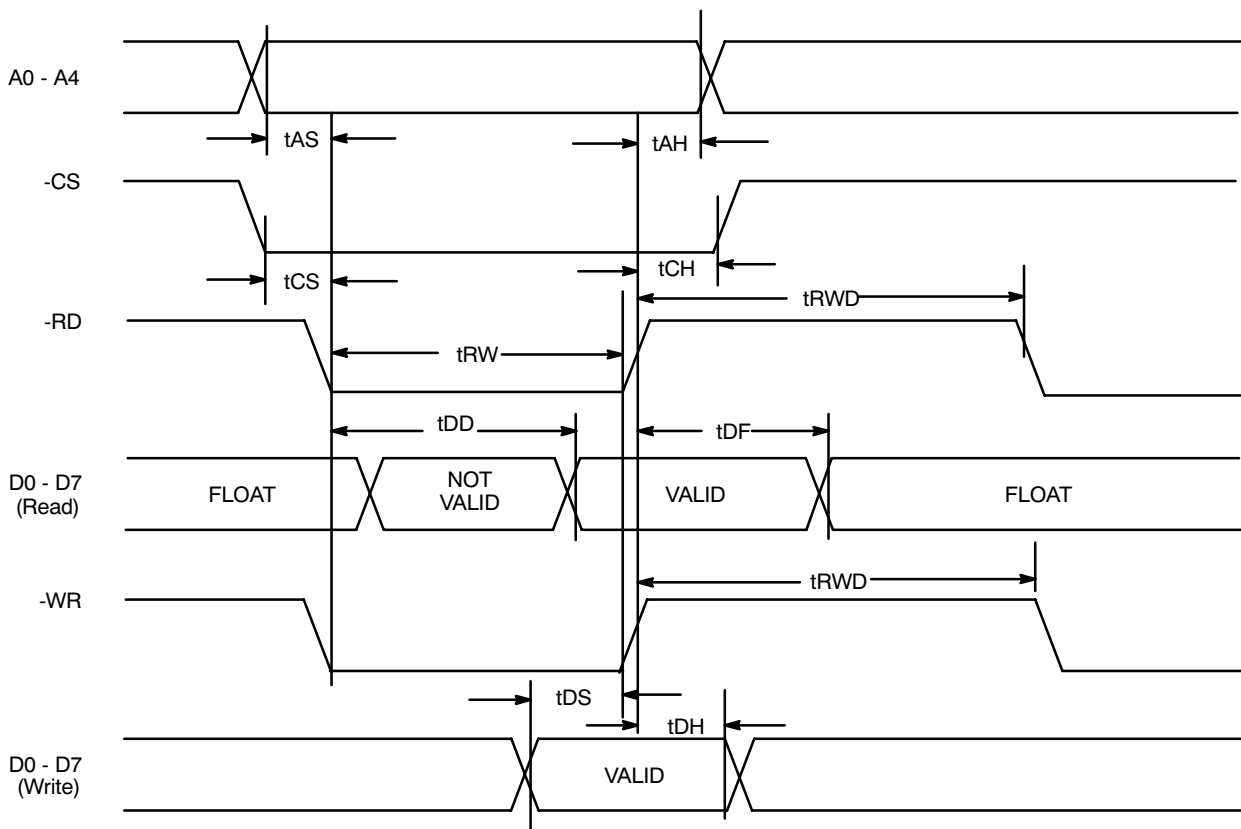 A0 - A4
tAS
tAH
-CS
tCS
tCH
tRWD
-RD
tRW
tDD
tDF
D0 - D7
(Read)
FLOAT
NOT
VALID
VALID
FLOAT
tRWD
-WR
tDS
tDH
D0 - D7
(Write)
VALID